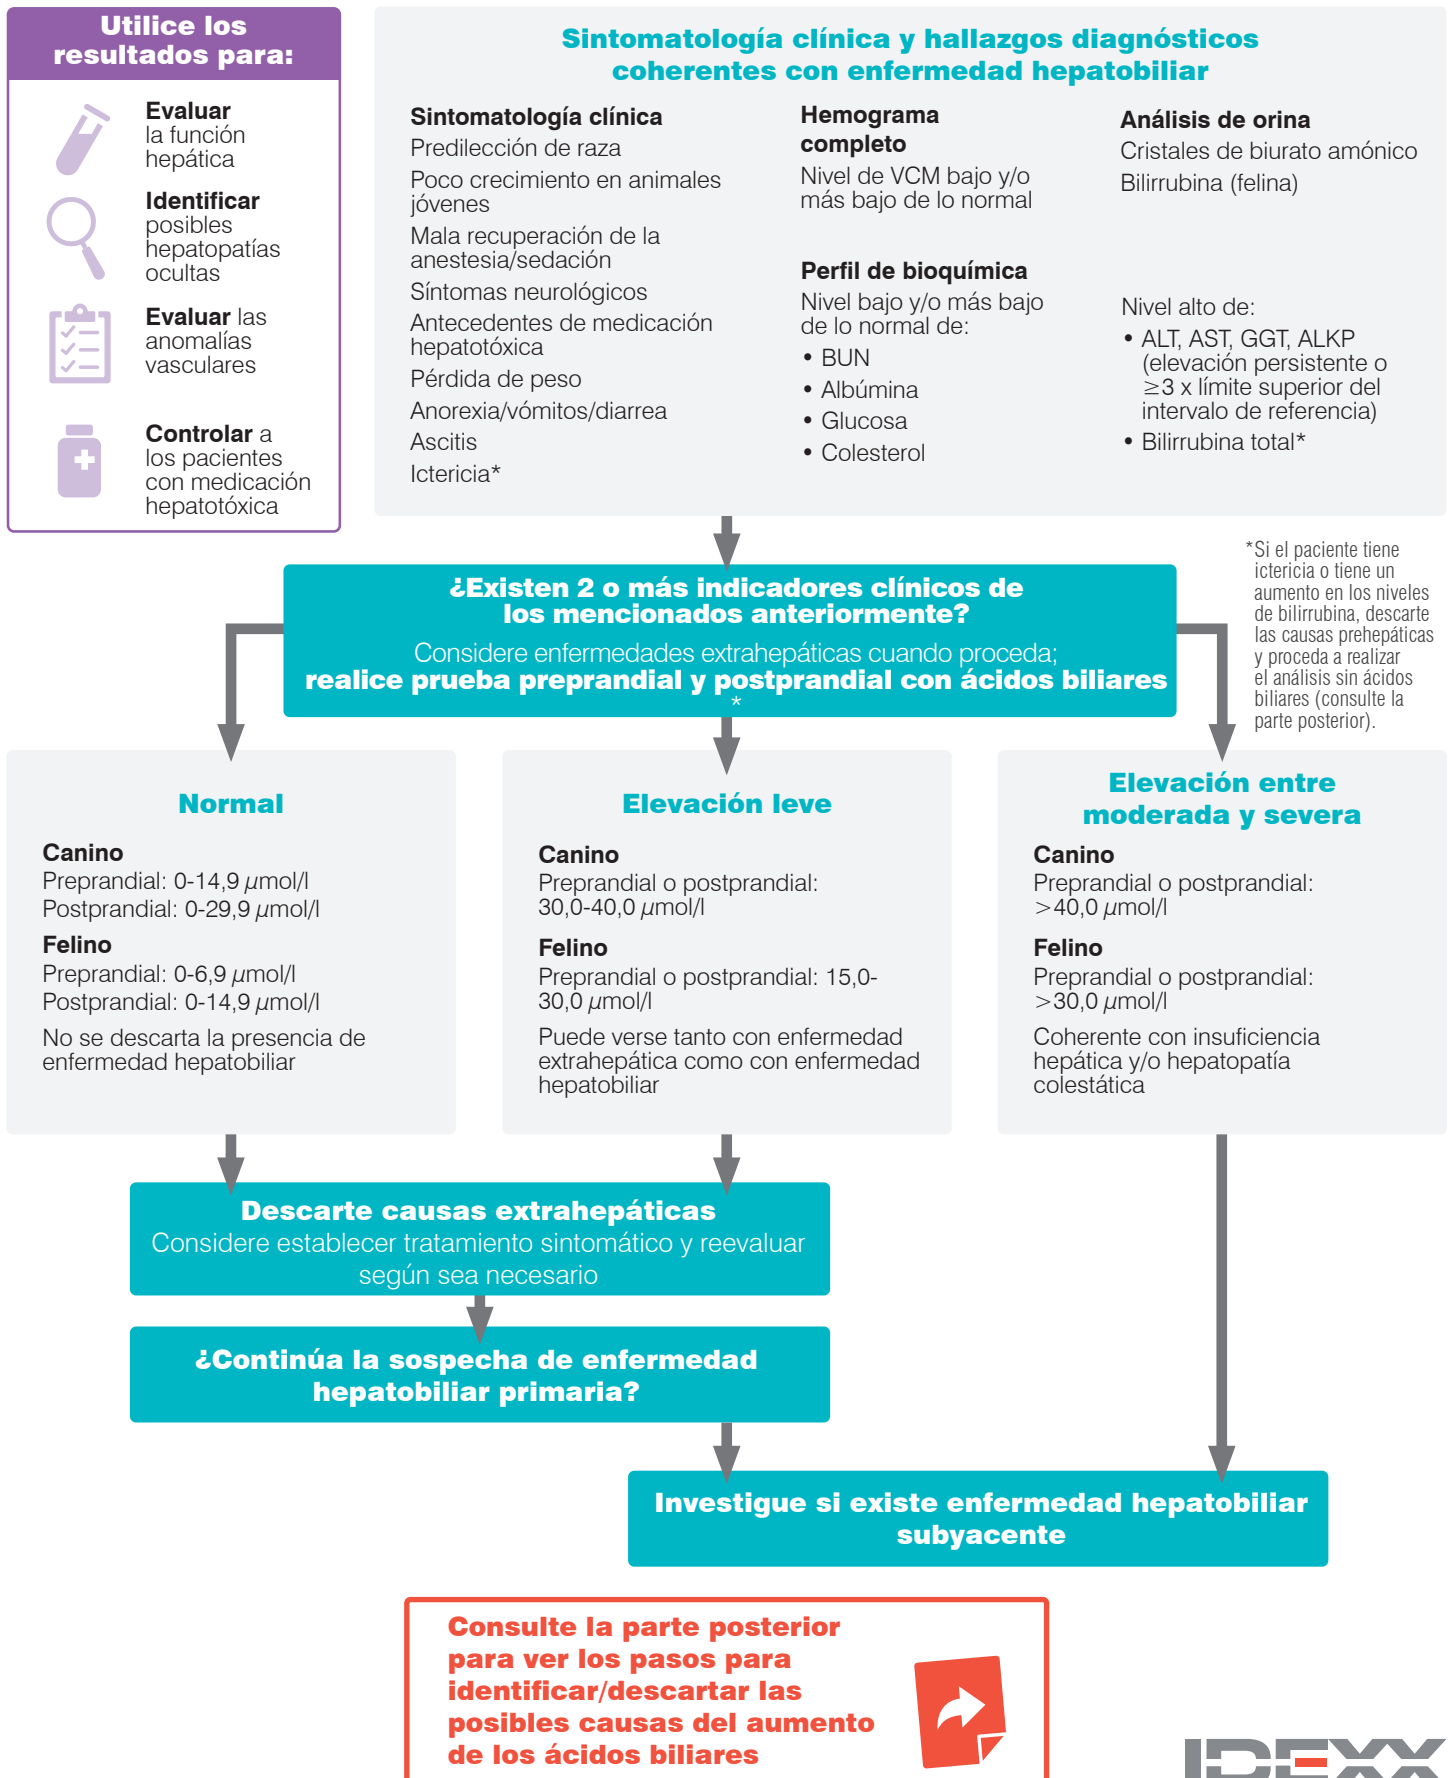 Utilice los
resultados para:
Evaluar
la función
hepática
Identificar
posibles
hepatopatías
ocultas
Evaluar las
anomalías
vasculares
Controlar a
los pacientes
con medicación
hepatotóxica
Sintomatología clínica y hallazgos diagnósticos
coherentes con enfermedad hepatobiliar
Sintomatología clínica
Predilección de raza
Poco crecimiento en animales
jóvenes
Mala recuperación de la
anestesia/sedación
Síntomas neurológicos
Antecedentes de medicación
hepatotóxica
Pérdida de peso
Anorexia/vómitos/diarrea
Ascitis
Ictericia*
Hemograma
completo
Nivel de VCM bajo y/o
más bajo de lo normal
Perfil de bioquímica
Nivel bajo y/o más bajo
de lo normal de:
• BUN
• Albúmina
• Glucosa
• Colesterol
Análisis de orina
Cristales de biurato amónico
Bilirrubina (felina)
Nivel alto de:
• ALT, AST, GGT, ALKP
(elevación persistente o
≥3 x límite superior del
intervalo de referencia)
• Bilirrubina total*
*Si el paciente tiene
ictericia o tiene un
aumento en los niveles
de bilirrubina, descarte
las causas prehepáticas
y proceda a realizar
el análisis sin ácidos
biliares (consulte la
parte posterior).
¿Existen 2 o más indicadores clínicos de
los mencionados anteriormente?
Considere enfermedades extrahepáticas cuando proceda;
realice prueba preprandial y postprandial con ácidos biliares
*
Normal
Canino
Preprandial: 0-14,9 µmol/l
Postprandial: 0-29,9 µmol/l
Felino
Preprandial: 0-6,9 µmol/l
Postprandial: 0-14,9 µmol/l
No se descarta la presencia de
enfermedad hepatobiliar
Elevación leve
Canino
Preprandial o postprandial:
30,0-40,0 µmol/l
Felino
Preprandial o postprandial: 15,0-
30,0 µmol/l
Puede verse tanto con enfermedad
extrahepática como con enfermedad
hepatobiliar
Elevación entre
moderada y severa
Canino
Preprandial o postprandial:
>40,0 µmol/l
Felino
Preprandial o postprandial:
>30,0 µmol/l
Coherente con insuficiencia
hepática y/o hepatopatía
colestática
Descarte causas extrahepáticas
Considere establecer tratamiento sintomático y reevaluar
según sea necesario
¿Continúa la sospecha de enfermedad
hepatobiliar primaria?
Investigue si existe enfermedad hepatobiliar
subyacente
Consulte la parte posterior
para ver los pasos para
identificar/descartar las
posibles causas del aumento
de los ácidos biliares
IDEXX